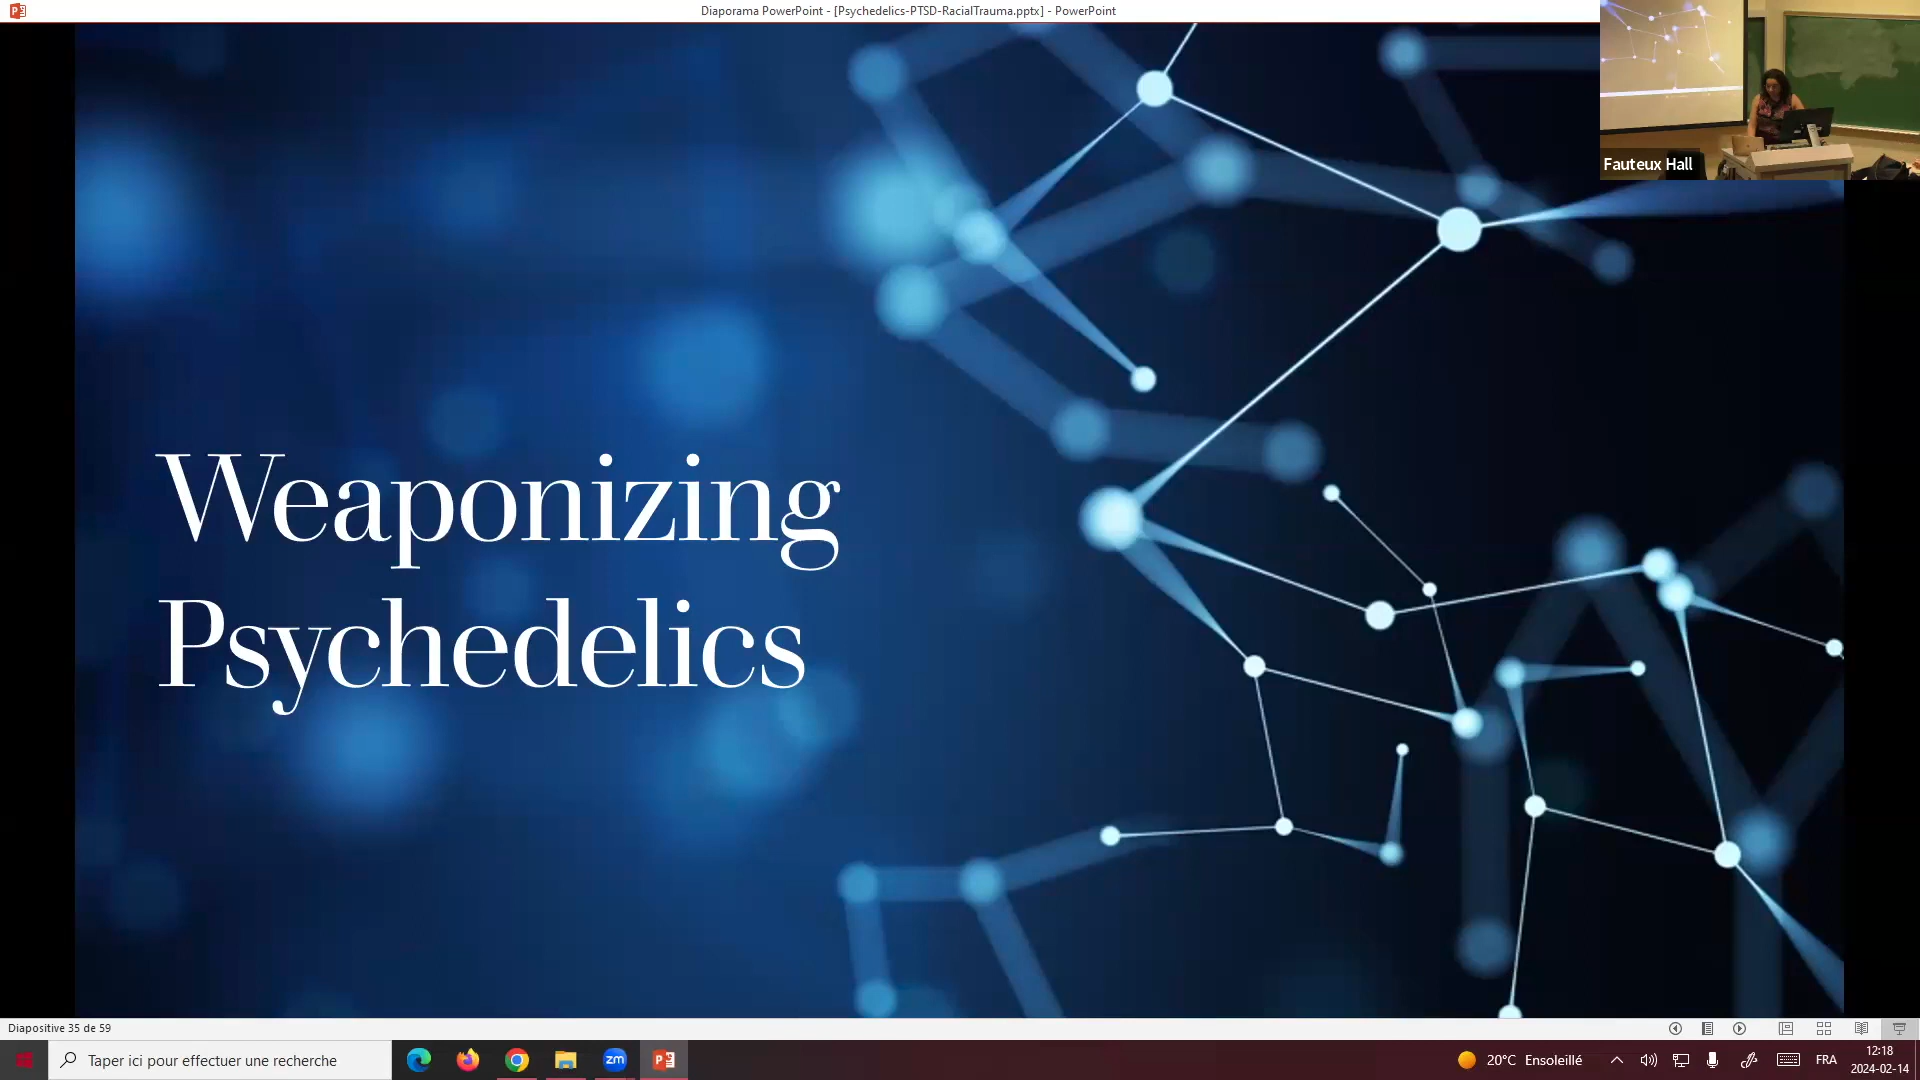 Diaporama PowerPoint - [Psychedelics-PTSD-RacialTrauma.pptx] - PowerPoint
Fauteux Hall
Weaponizing
Psychedelics
Diapositive 35 de 59
Taper ici pour effectuer une recherche
zm
20°C Ensoleillé
FRA
12:18
2024-02-14